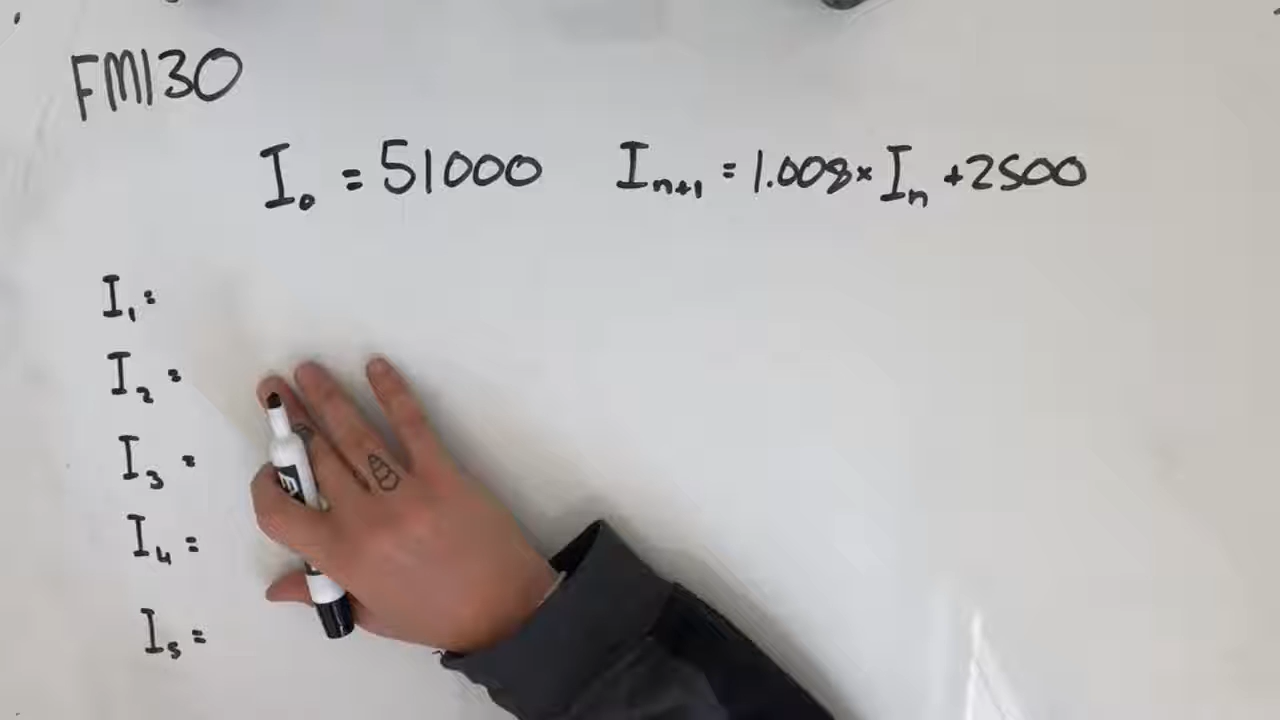 FM130
I₀ = 51000 Iₙ₊₁ = 1.008 × Iₙ + 2500
I₁ =
I₂ =
I₃ =
I₄ =
I₅ =